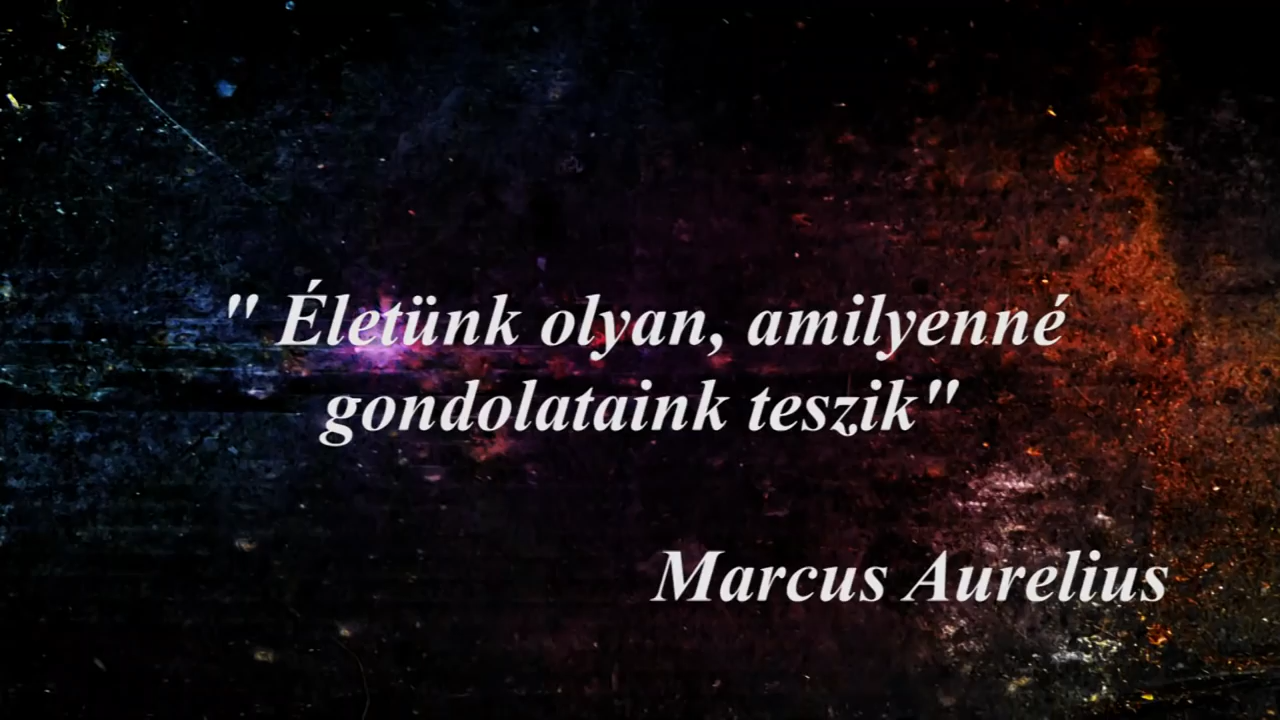 " Életünk olyan, amilyenné
gondolataink teszik"
Marcus Aurelius